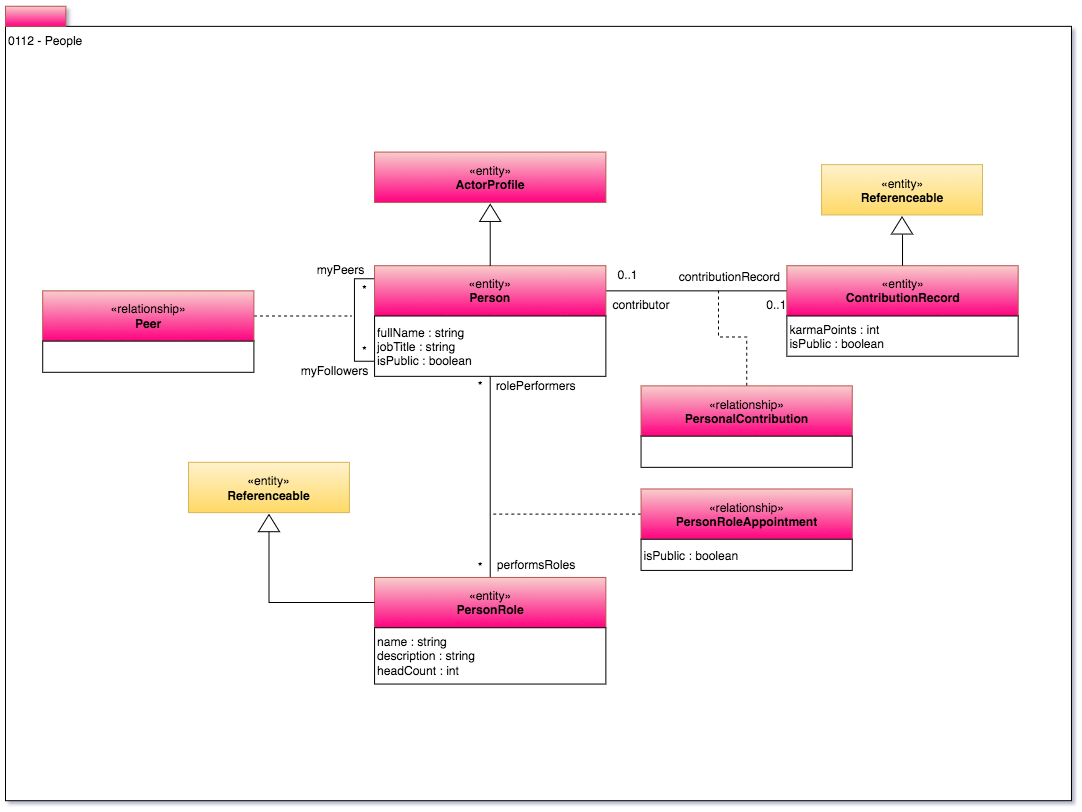 0112 - People
«entity»
ActorProfile
«entity»
Referenceable
myPeers
*
«entity»
Person
fullName : string
jobTitle : string
isPublic : boolean
*
myFollowers
0..1
contributionRecord
contributor
0..1
«entity»
ContributionRecord
karmaPoints : int
isPublic : boolean
«relationship»
Peer
*
rolePerformers
«relationship»
PersonalContribution
«entity»
Referenceable
«relationship»
PersonRoleAppointment
isPublic : boolean
*
performsRoles
«entity»
PersonRole
name : string
description : string
headCount : int